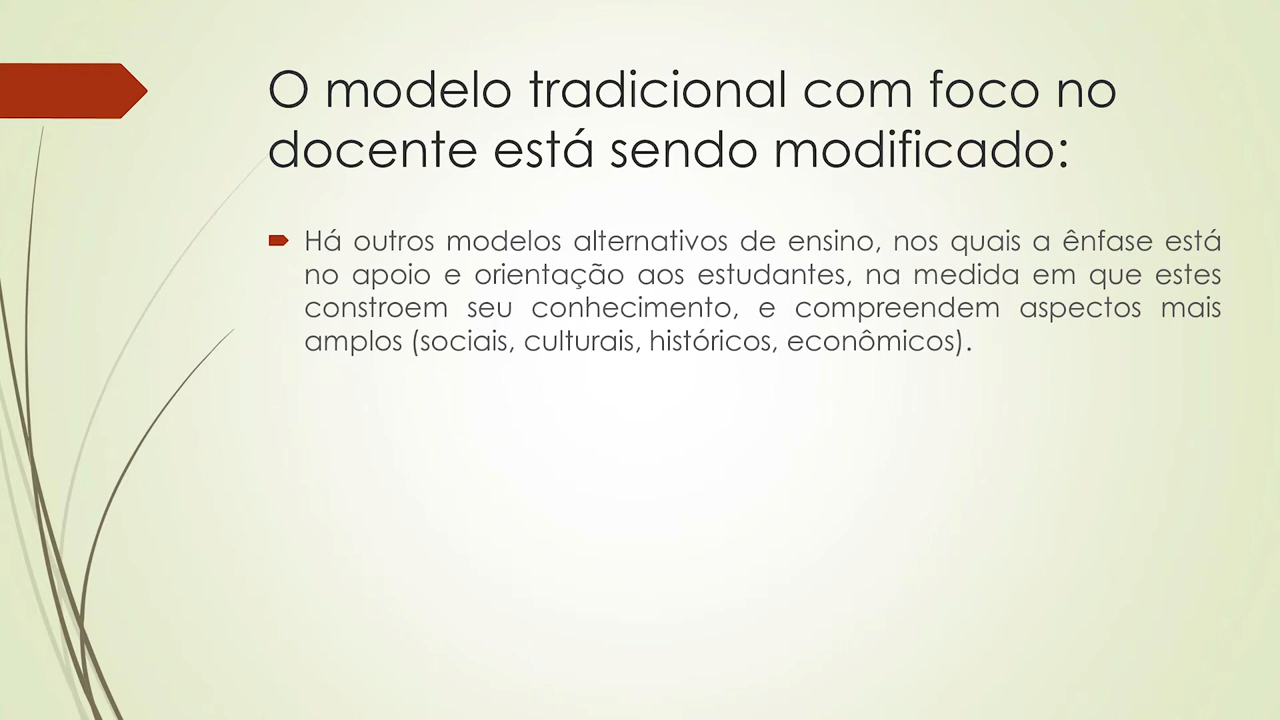 O modelo tradicional com foco no
docente está sendo modificado:
Há outros modelos alternativos de ensino, nos quais a ênfase está
no apoio e orientação aos estudantes, na medida em que estes
constroem seu conhecimento, e compreendem aspectos mais
amplos (sociais, culturais, históricos, econômicos).